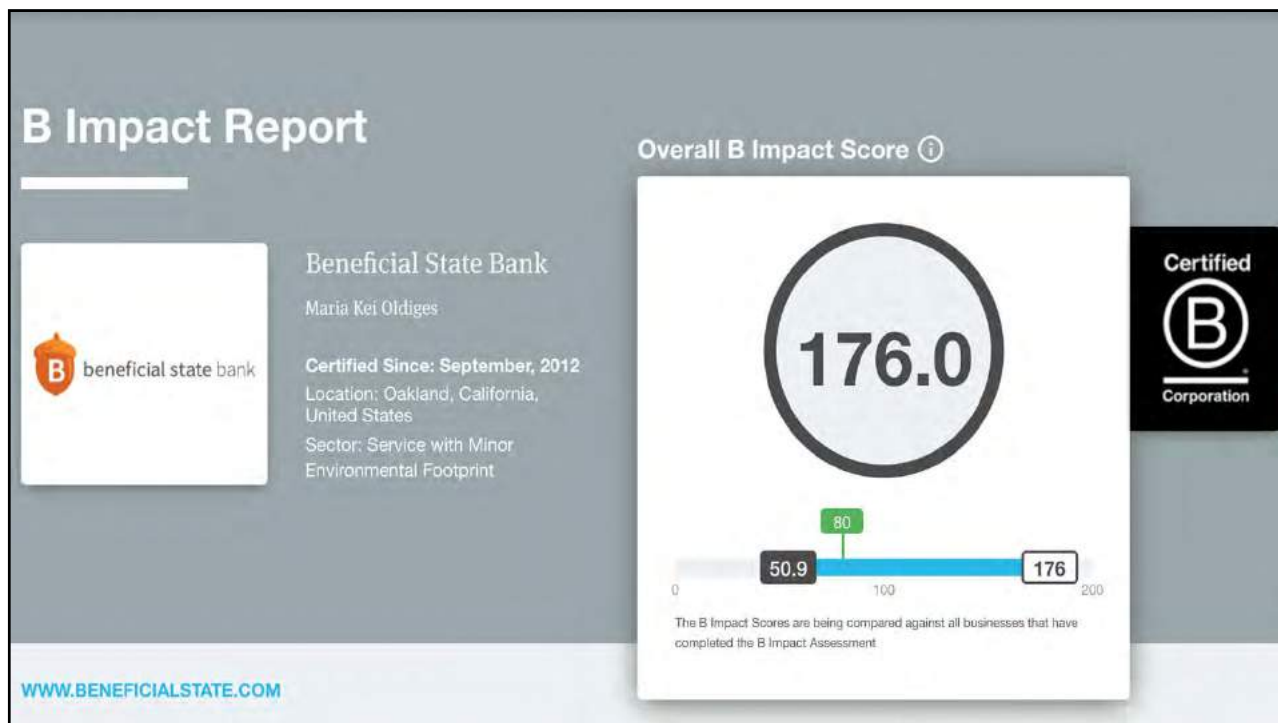 B Impact Report
B
beneficial state bank
Beneficial State Bank
Maria Kei Oldiges
Certified Since: September, 2012
Location: Oakland, California,
United States
Sector: Service with Minor
Environmental Footprint
WWW.BENEFICIALSTATE.COM
Overall B Impact Score i
176.0
80
50.9
176
0
100
200
The B Impact Scores are being compared against all businesses that have
completed the B Impact Assessment
Certified
B
®
Corporation